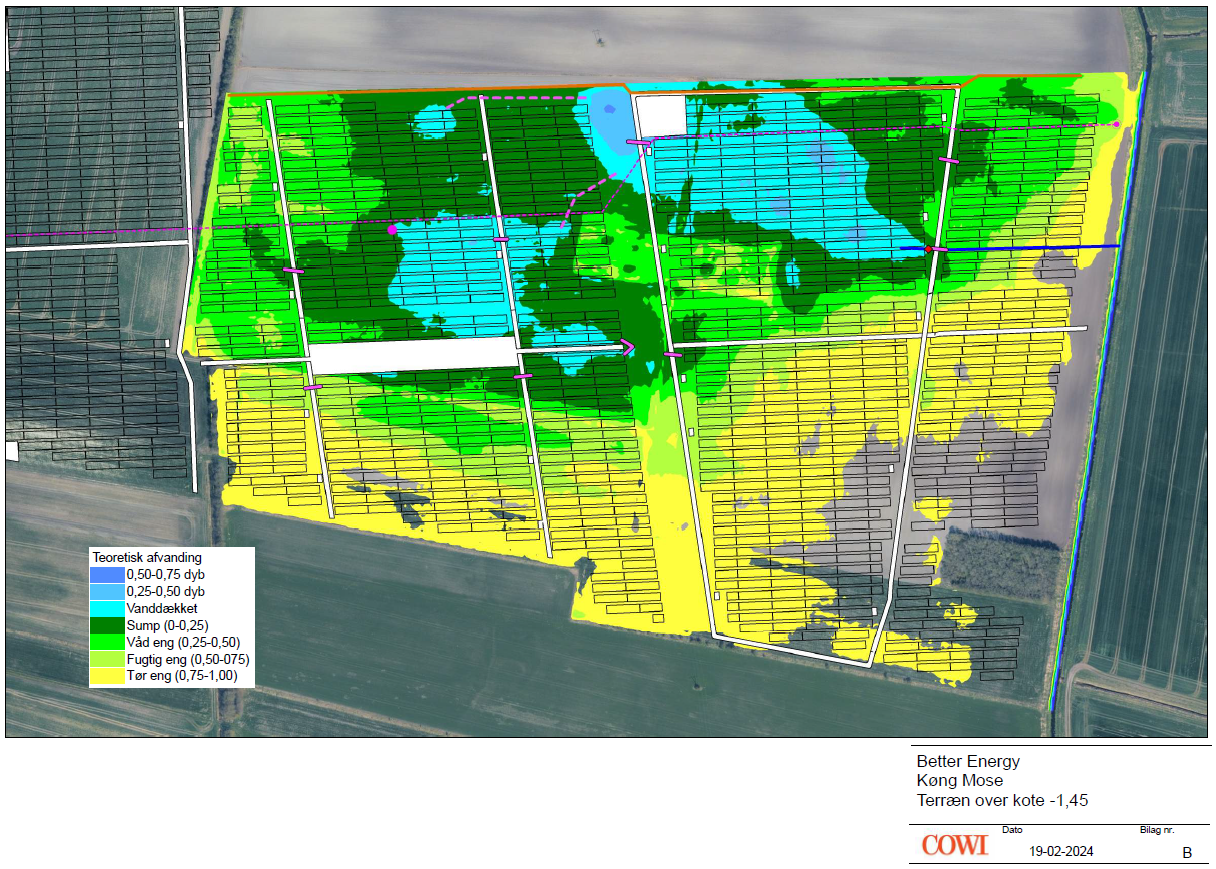 Teoretisk afvanding
0,50-0,75 dyb
0,25-0,50 dyb
Vanddækket
Sump (0-0,25)
Våd eng (0,25-0,50)
Fugtig eng (0,50-075)
Tør eng (0,75-1,00)
Better Energy
Køng Mose
Terræn over kote -1,45
COWI
Dato
19-02-2024
Bilag nr.
B